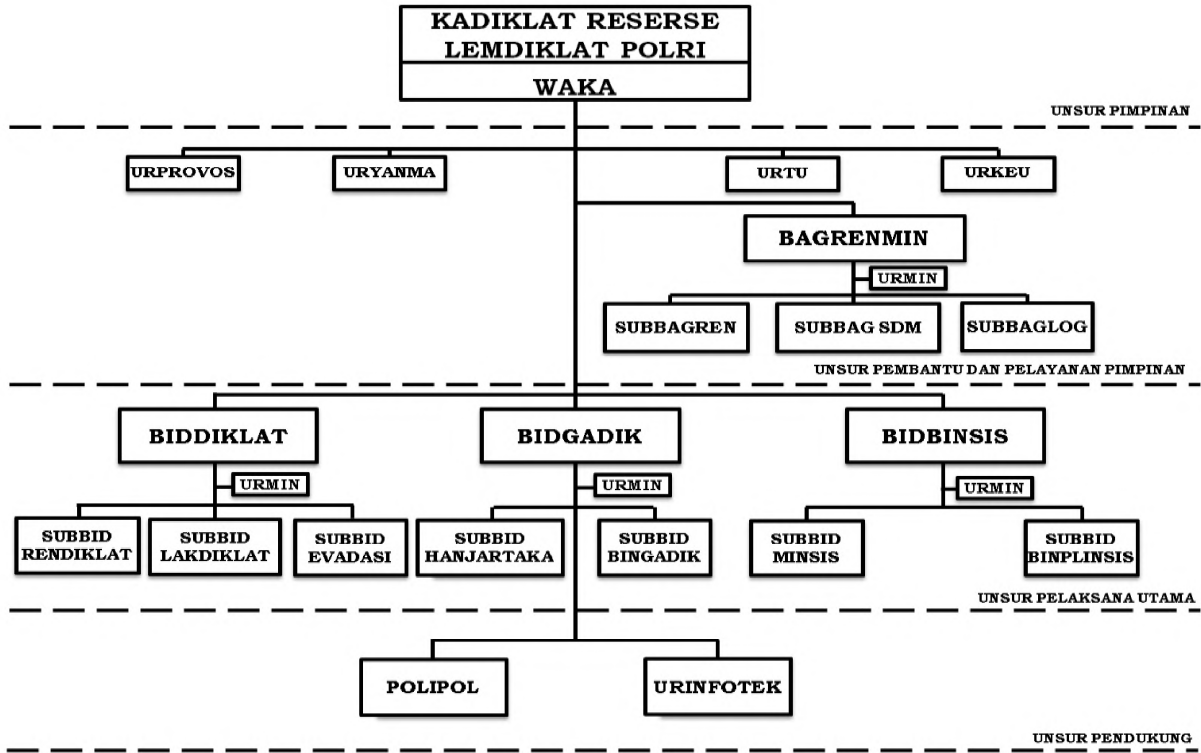 KADIKLAT RESERSE
LEMDIKLAT POLRI
WAKA
UNSUR PIMPINAN
URPROVOS
URYANMA
URTU
URKEU
BAGRENMIN
URMIN
SUBBAGREN
SUBBAG SDM
SUBBAGLOG
UNSUR PEMBANTU DAN PELAYANAN PIMPINAN
BIDDIKLAT
BIDGADIK
BIDBINSIS
URMIN
URMIN
URMIN
SUBBID
RENDIKLAT
SUBBID
LAKDIKLAT
SUBBID
EVADASI
SUBBID
HANJARTAKA
SUBBID
BINGADIK
SUBBID
MINSIS
SUBBID
BINPLINSIS
UNSUR PELAKSANA UTAMA
POLIPOL
URINFOTEK
UNSUR PENDUKUNG